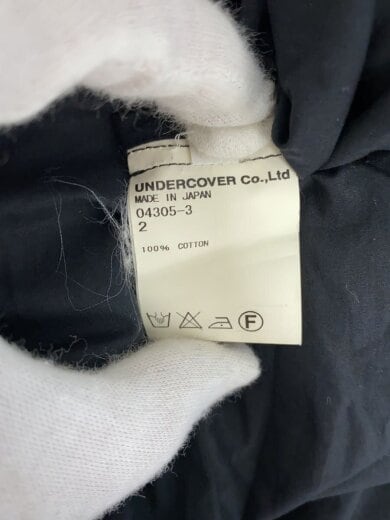 UNDERCOVER Co.,Ltd
MADE IN JAPAN
04305-3
2
100% COTTON
F